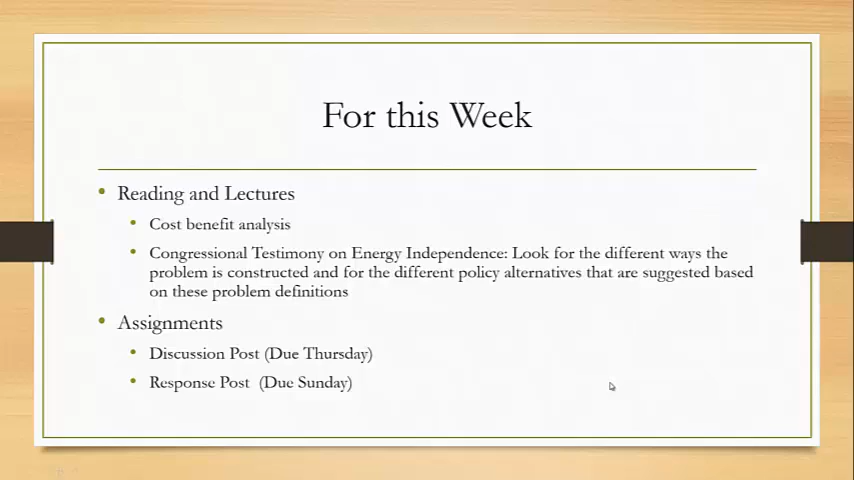 For this Week
• Reading and Lectures
• Cost benefit analysis
• Congressional Testimony on Energy Independence: Look for the different ways the
problem is constructed and for the different policy alternatives that are suggested based
on these problem definitions
• Assignments
• Discussion Post (Due Thursday)
• Response Post  (Due Sunday)